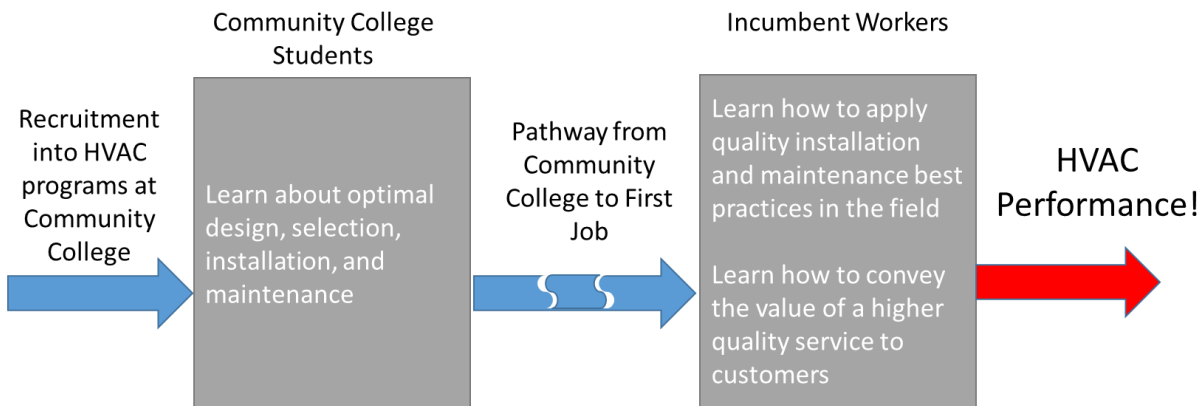 Recruitment
into HVAC
programs at
Community
College
Community College
Students
Learn about optimal
design, selection,
installation, and
maintenance
Pathway from
Community
College to First
Job
Incumbent Workers
Learn how to apply
quality installation
and maintenance best
practices in the field
Learn how to convey
the value of a higher
quality service to
customers
HVAC
Performance!